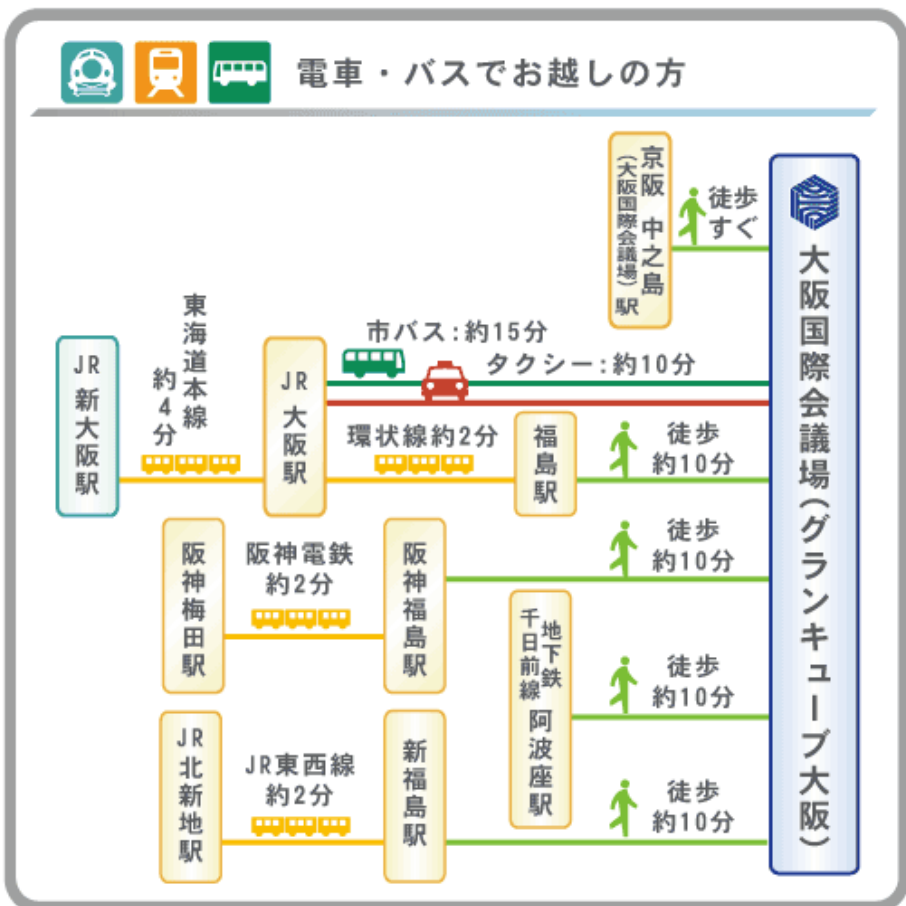 電車・バスでお越しの方
京阪 中之島
(大阪国際会議場)駅
徒歩
すぐ
大阪国際会議場(グランキューブ大阪)
JR 新大阪駅
東海道本線
約4分
JR 大阪駅
市バス:約15分
タクシー:約10分
環状線約2分
福島駅
徒歩
約10分
阪神梅田駅
阪神電鉄
約2分
阪神福島駅
徒歩
約10分
地下鉄
千日前線
阿波座駅
徒歩
約10分
JR 北新地駅
JR東西線
約2分
新福島駅
徒歩
約10分